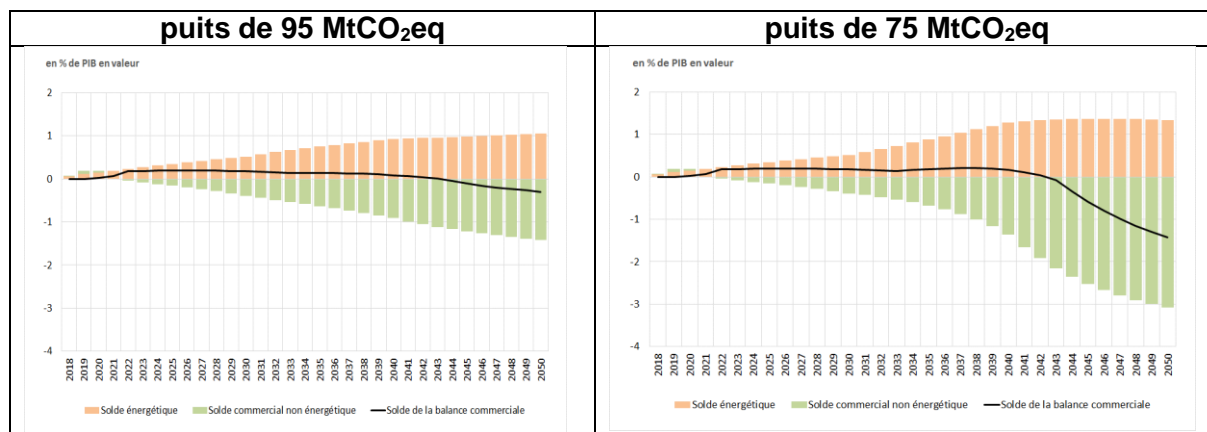 puits de 95 MtCO₂eq
puits de 75 MtCO₂eq
en % de PIB en valeur
2
1
0
-1
-2
-3
-4
2018 2019 2020 2021 2022 2023 2024 2025 2026 2027 2028 2029 2030 2031 2032 2033 2034 2035 2036 2037 2038 2039 2040 2041 2042 2043 2044 2045 2046 2047 2048 2049 2050
Solde énergétique Solde commercial non énergétique Solde de la balance commerciale
en % de PIB en valeur
2
1
0
-1
-2
-3
-4
2018 2019 2020 2021 2022 2023 2024 2025 2026 2027 2028 2029 2030 2031 2032 2033 2034 2035 2036 2037 2038 2039 2040 2041 2042 2043 2044 2045 2046 2047 2048 2049 2050
Solde énergétique Solde commercial non énergétique Solde de la balance commerciale